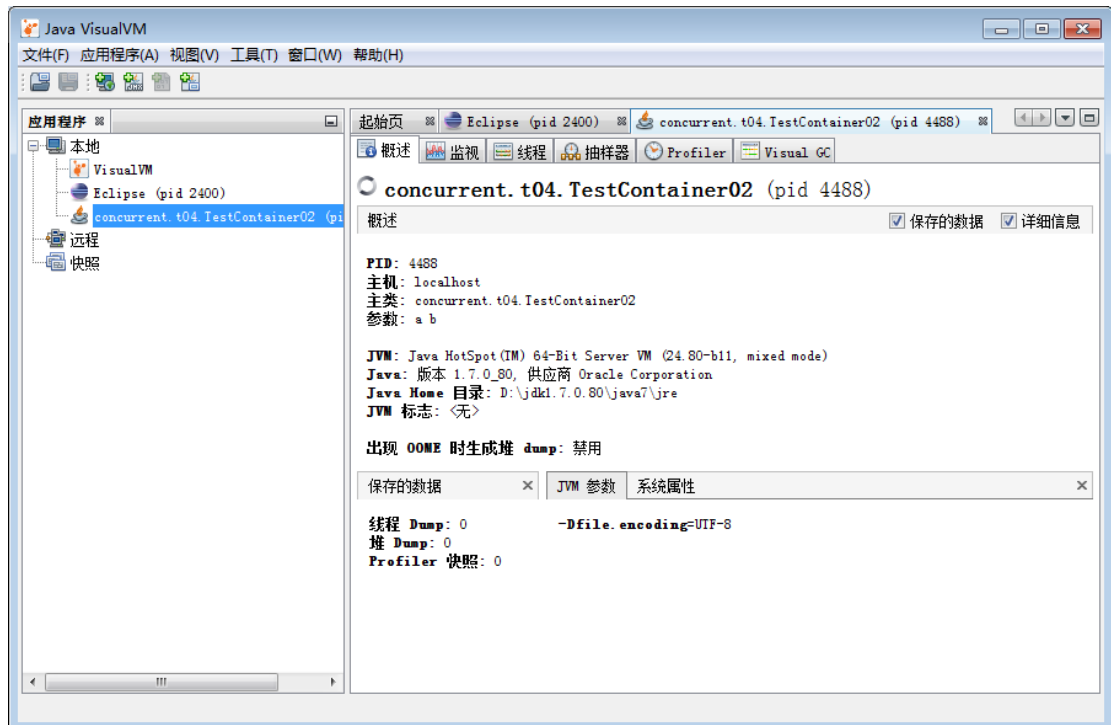 Java VisualVM
文件(F) 应用程序(A) 视图(V) 工具(T) 窗口(W) 帮助(H)
应用程序
本地
VisualVM
Eclipse (pid 2400)
concurrent.t04.TestContainer02 (pi
远程
快照
起始页 Eclipse (pid 2400) concurrent.t04.TestContainer02 (pid 4488)
概述 监视 线程 抽样器 Profiler Visual GC
concurrent.t04.TestContainer02 (pid 4488)
概述 保存的数据 详细信息
PID: 4488
主机: localhost
主类: concurrent.t04.TestContainer02
参数: a b
JVM: Java HotSpot(TM) 64-Bit Server VM (24.80-b11, mixed mode)
Java: 版本 1.7.0_80, 供应商 Oracle Corporation
Java Home 目录: D:\jdk1.7.0.80\java7\jre
JVM 标志: <无>
出现 OOME 时生成堆 dump: 禁用
保存的数据 JVM 参数 系统属性
线程 Dump: 0
堆 Dump: 0
Profiler 快照: 0
-Dfile.encoding=UTF-8